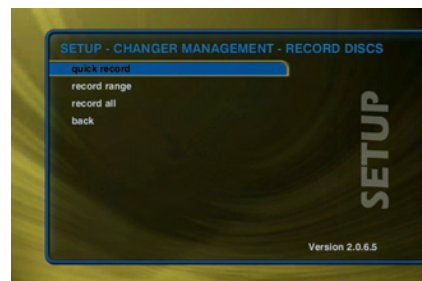 SETUP - CHANGER MANAGEMENT - RECORD DISCS
quick record
record range
record all
back
SETUP
Version 2.0.6.5